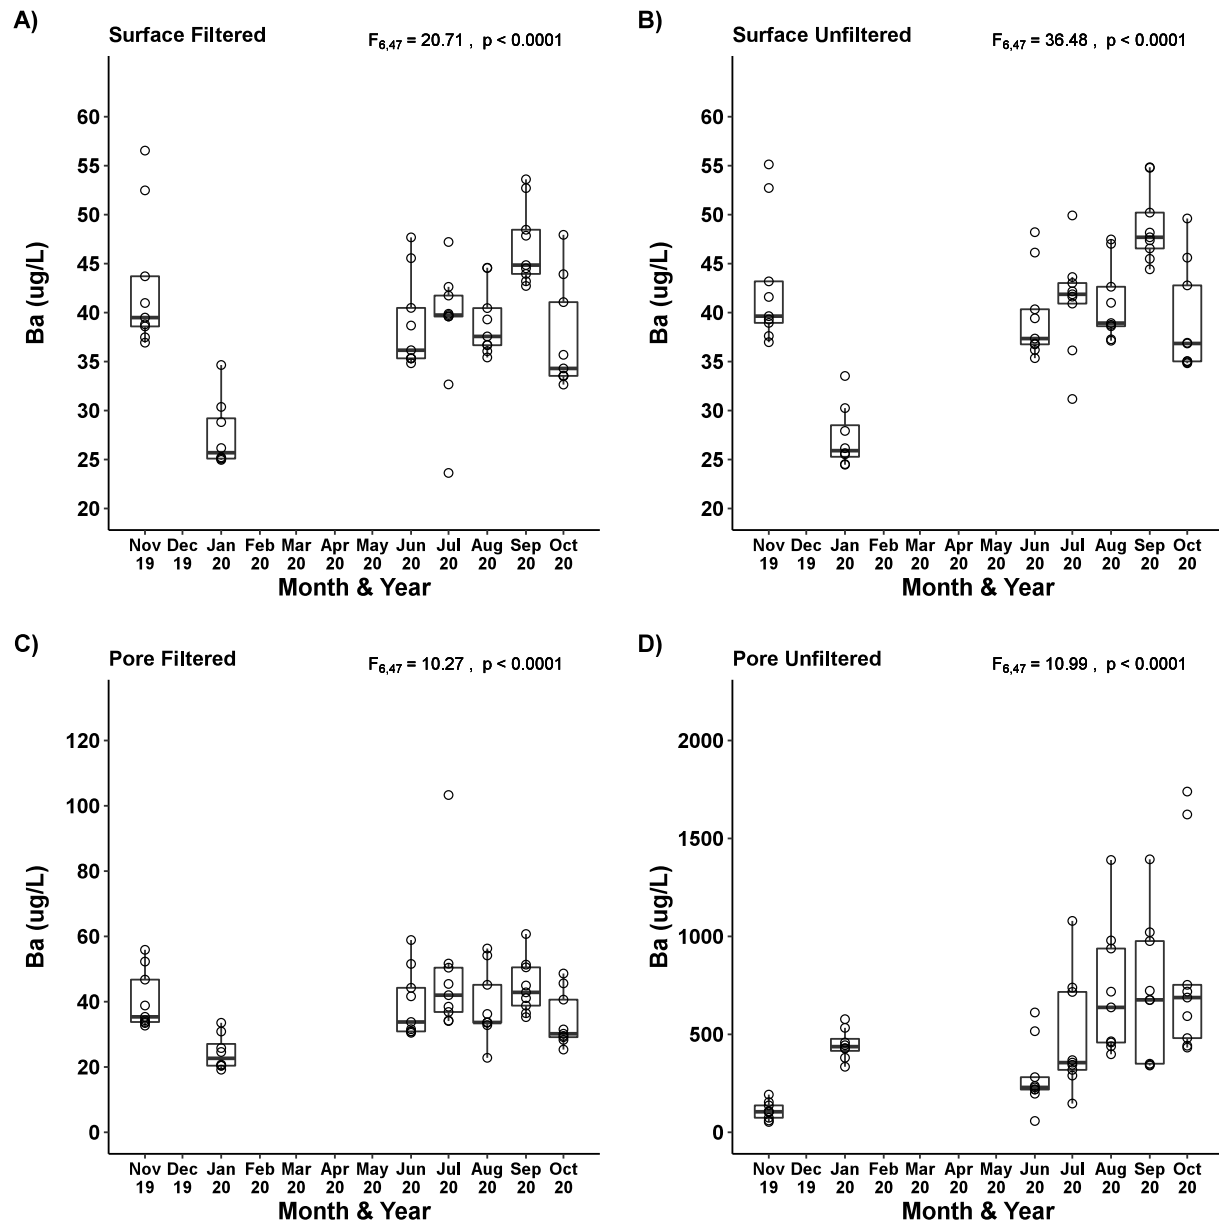 A)
Surface Filtered
F6,47 = 20.71 , p < 0.0001
Ba (ug/L)
60
55
50
45
40
35
30
25
20
Nov Dec Jan Feb Mar Apr May Jun Jul Aug Sep Oct
19 19 20 20 20 20 20 20 20 20 20 20
Month & Year
B)
Surface Unfiltered
F6,47 = 36.48 , p < 0.0001
Ba (ug/L)
60
55
50
45
40
35
30
25
20
Nov Dec Jan Feb Mar Apr May Jun Jul Aug Sep Oct
19 19 20 20 20 20 20 20 20 20 20 20
Month & Year
C)
Pore Filtered
F6,47 = 10.27 , p < 0.0001
Ba (ug/L)
120
100
80
60
40
20
0
Nov Dec Jan Feb Mar Apr May Jun Jul Aug Sep Oct
19 19 20 20 20 20 20 20 20 20 20 20
Month & Year
D)
Pore Unfiltered
F6,47 = 10.99 , p < 0.0001
Ba (ug/L)
2000
1500
1000
500
0
Nov Dec Jan Feb Mar Apr May Jun Jul Aug Sep Oct
19 19 20 20 20 20 20 20 20 20 20 20
Month & Year